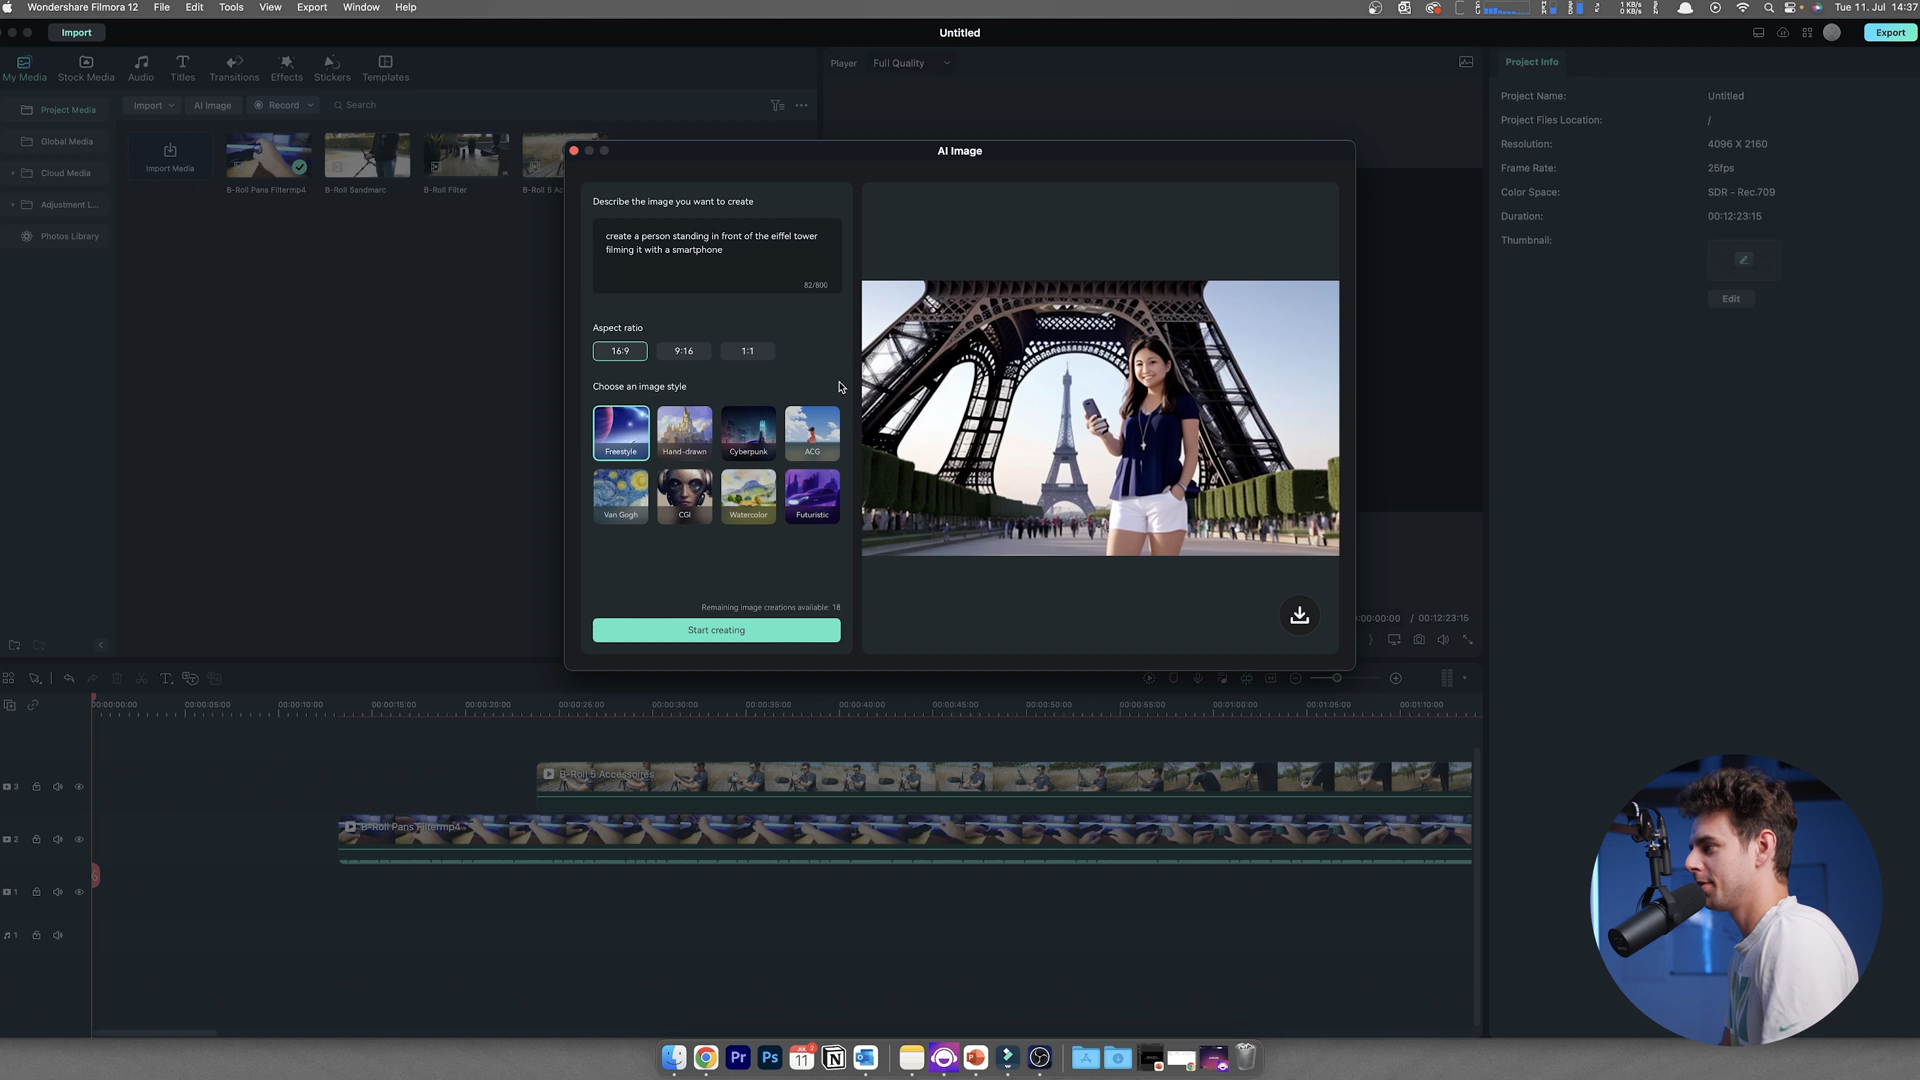 Wondershare Filmora 12 File Edit Tools View Export Window Help
1 KB/s
0 KB/s
Tue 11. Jul 14:37
Import
Untitled
Export
My Media Stock Media Audio Titles Transitions Effects Stickers Templates
Player Full Quality
Project Info
Project Media
Global Media
Cloud Media
Adjustment L...
Photos Library
Import AI Image Record Search
Import Media
B-Roll Pans Filtermp4
B-Roll Sandmarc
B-Roll Filter
B-Roll 5 Ac
Project Name: Untitled
Project Files Location: /
Resolution: 4096 X 2160
Frame Rate: 25fps
Color Space: SDR - Rec.709
Duration: 00:12:23:15
Thumbnail:
Edit
AI Image
Describe the image you want to create
create a person standing in front of the eiffel tower
filming it with a smartphone
82/800
Aspect ratio
16:9 9:16 1:1
Choose an image style
Freestyle Hand-drawn Cyberpunk ACG
Van Gogh CGI Watercolor Futuristic
Remaining image creations available: 18
Start creating
:00:00:00 / 00:12:23:15
00:00:00:00 00:00:05:00 00:00:10:00 00:00:15:00 00:00:20:00 00:00:25:00 00:00:30:00 00:00:35:00 00:00:40:00 00:00:45:00 00:00:50:00 00:00:55:00 00:01:00:00 00:01:05:00 00:01:10:00
3
B-Roll 5 Accessoires
2
B-Roll Pans Filtermp4
1
1
Pr Ps JUL 11 2